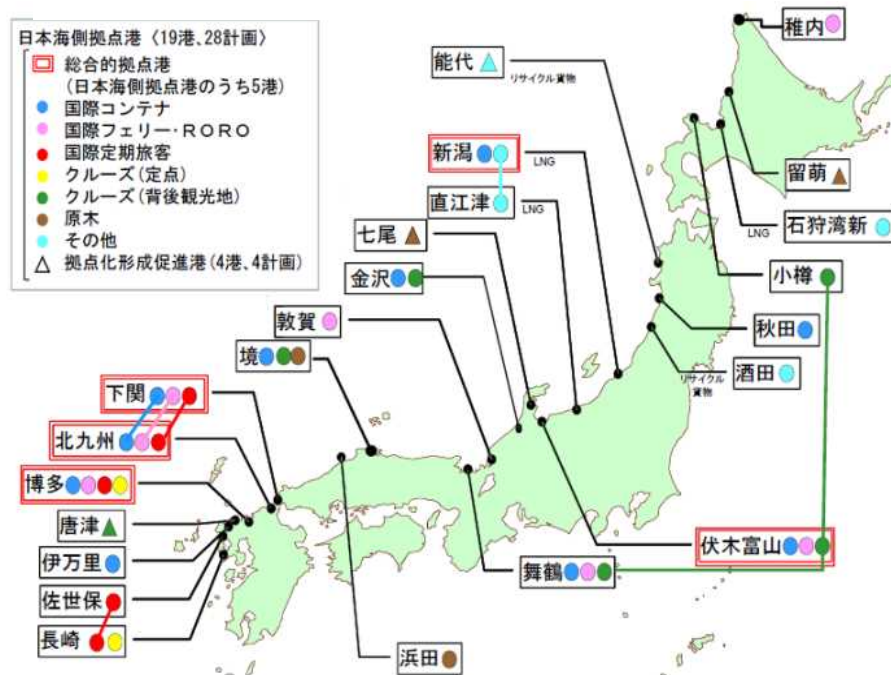 日本海側拠点港〈19港、28計画〉
総合的拠点港
(日本海側拠点港のうち5港)
国際コンテナ
国際フェリー・RORO
国際定期旅客
クルーズ(定点)
クルーズ(背後観光地)
原木
その他
拠点化形成促進港(4港、4計画)
稚内
能代
リサイクル貨物
新潟
LNG
留萌
直江津
LNG
石狩湾新
LNG
七尾
金沢
小樽
敦賀
秋田
境
酒田
リサイクル
貨物
下関
北九州
博多
唐津
伏木富山
伊万里
舞鶴
佐世保
長崎
浜田